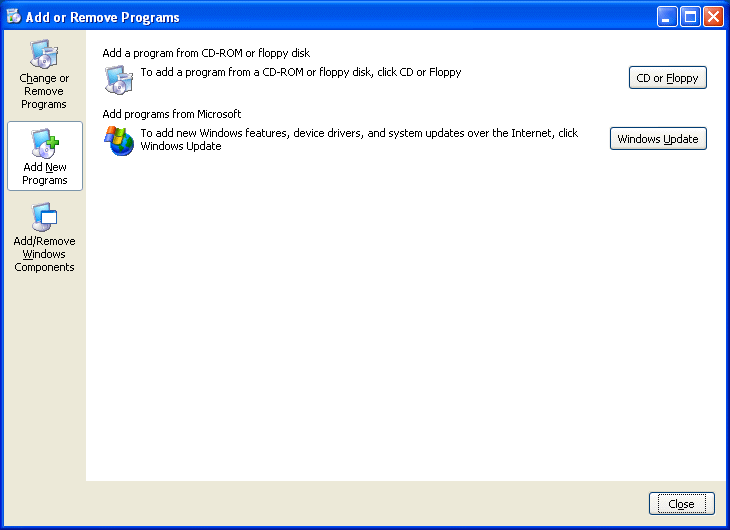 Add or Remove Programs
Change or
Remove
Programs
Add New
Programs
Add/Remove
Windows
Components
Add a program from CD-ROM or floppy disk
To add a program from a CD-ROM or floppy disk, click CD or Floppy
CD or Floppy
Add programs from Microsoft
To add new Windows features, device drivers, and system updates over the Internet, click
Windows Update
Windows Update
Close